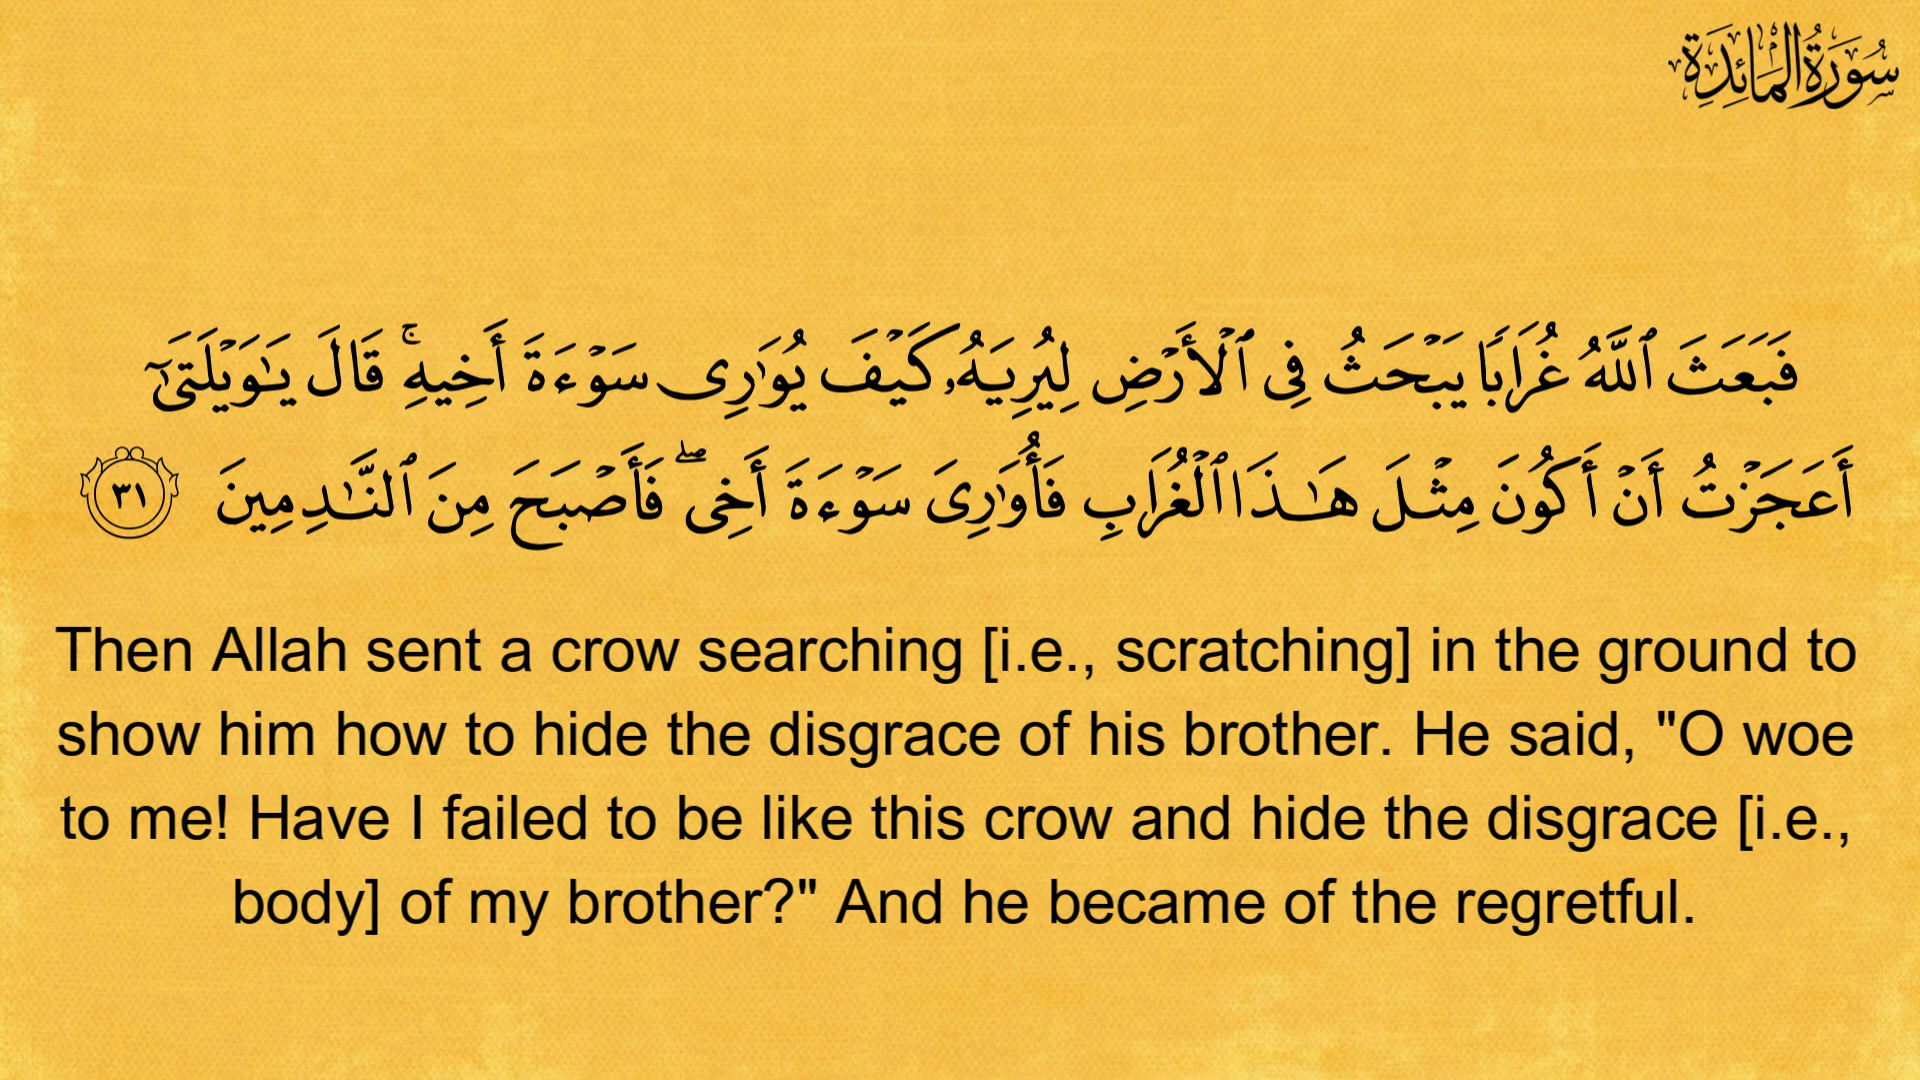 سُورَةُ الْمَائِدَةِ
فَبَعَثَ ٱللَّهُ غُرَابًا يَبْحَثُ فِى ٱلْأَرْضِ لِيُرِيَهُۥ كَيْفَ يُوَٰرِى سَوْءَةَ أَخِيهِ ۚ قَالَ يَـٰوَيْلَتَىٰٓ
أَعَجَزْتُ أَنْ أَكُونَ مِثْلَ هَـٰذَا ٱلْغُرَابِ فَأُوَٰرِىَ سَوْءَةَ أَخِى ۖ فَأَصْبَحَ مِنَ ٱلنَّـٰدِمِينَ ٣١
Then Allah sent a crow searching [i.e., scratching] in the ground to
show him how to hide the disgrace of his brother. He said, "O woe
to me! Have I failed to be like this crow and hide the disgrace [i.e.,
body] of my brother?" And he became of the regretful.